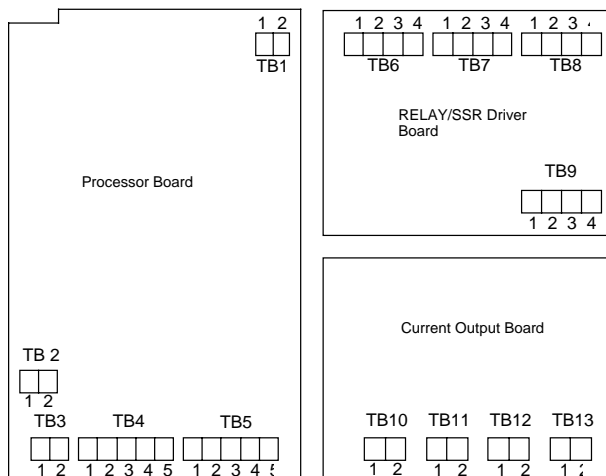 1 2
TB1
Processor Board
TB 2
1 2
TB3 TB4 TB5
1 2 1 2 3 4 5 1 2 3 4
1 2 3 4 1 2 3 4 1 2 3
TB6 TB7 TB8
RELAY/SSR Driver
Board
TB9
1 2 3 4
Current Output Board
TB10 TB11 TB12 TB13
1 2 1 2 1 2 1